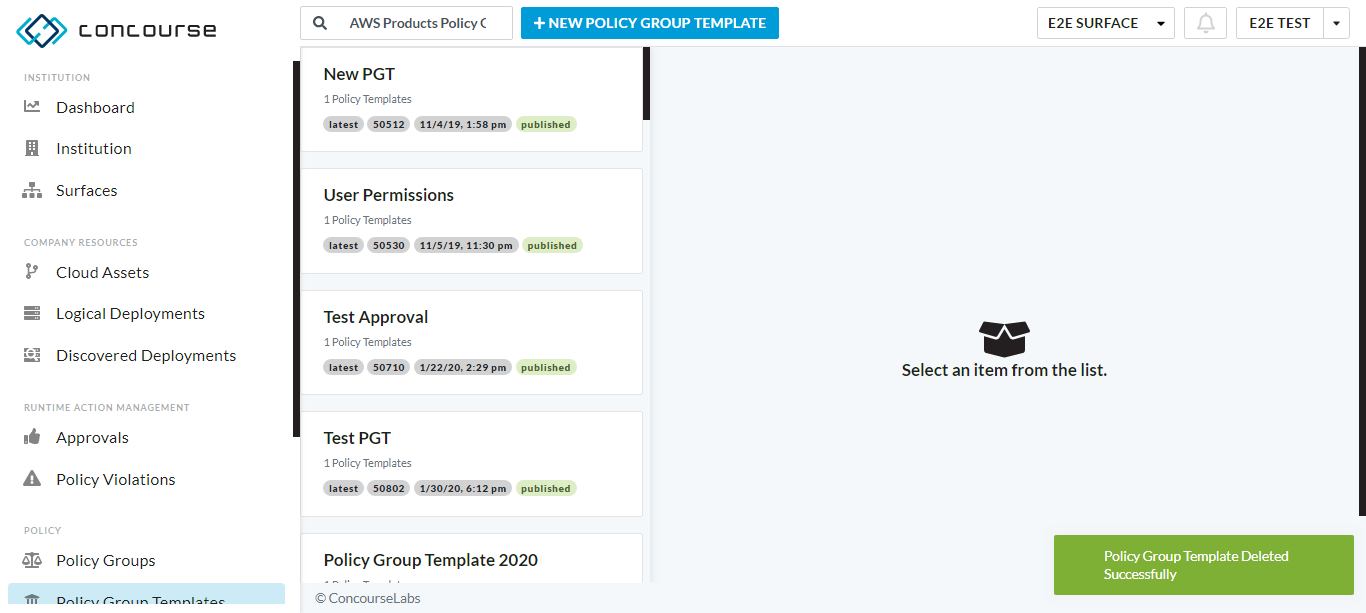 concourse
AWS Products Policy
NEW POLICY GROUP TEMPLATE
E2E SURFACE
E2E TEST
INSTITUTION
Dashboard
Institution
Surfaces
COMPANY RESOURCES
Cloud Assets
Logical Deployments
Discovered Deployments
RUNTIME ACTION MANAGEMENT
Approvals
Policy Violations
POLICY
Policy Groups
Policy Group Templates
New PGT
1 Policy Templates
latest 50512 11/4/19, 1:58 pm published
User Permissions
1 Policy Templates
latest 50530 11/5/19, 11:30 pm published
Test Approval
1 Policy Templates
latest 50710 1/22/20, 2:29 pm published
Test PGT
1 Policy Templates
latest 50802 1/30/20, 6:12 pm published
Policy Group Template 2020
© ConcourseLabs
Select an item from the list.
Policy Group Template Deleted
Successfully